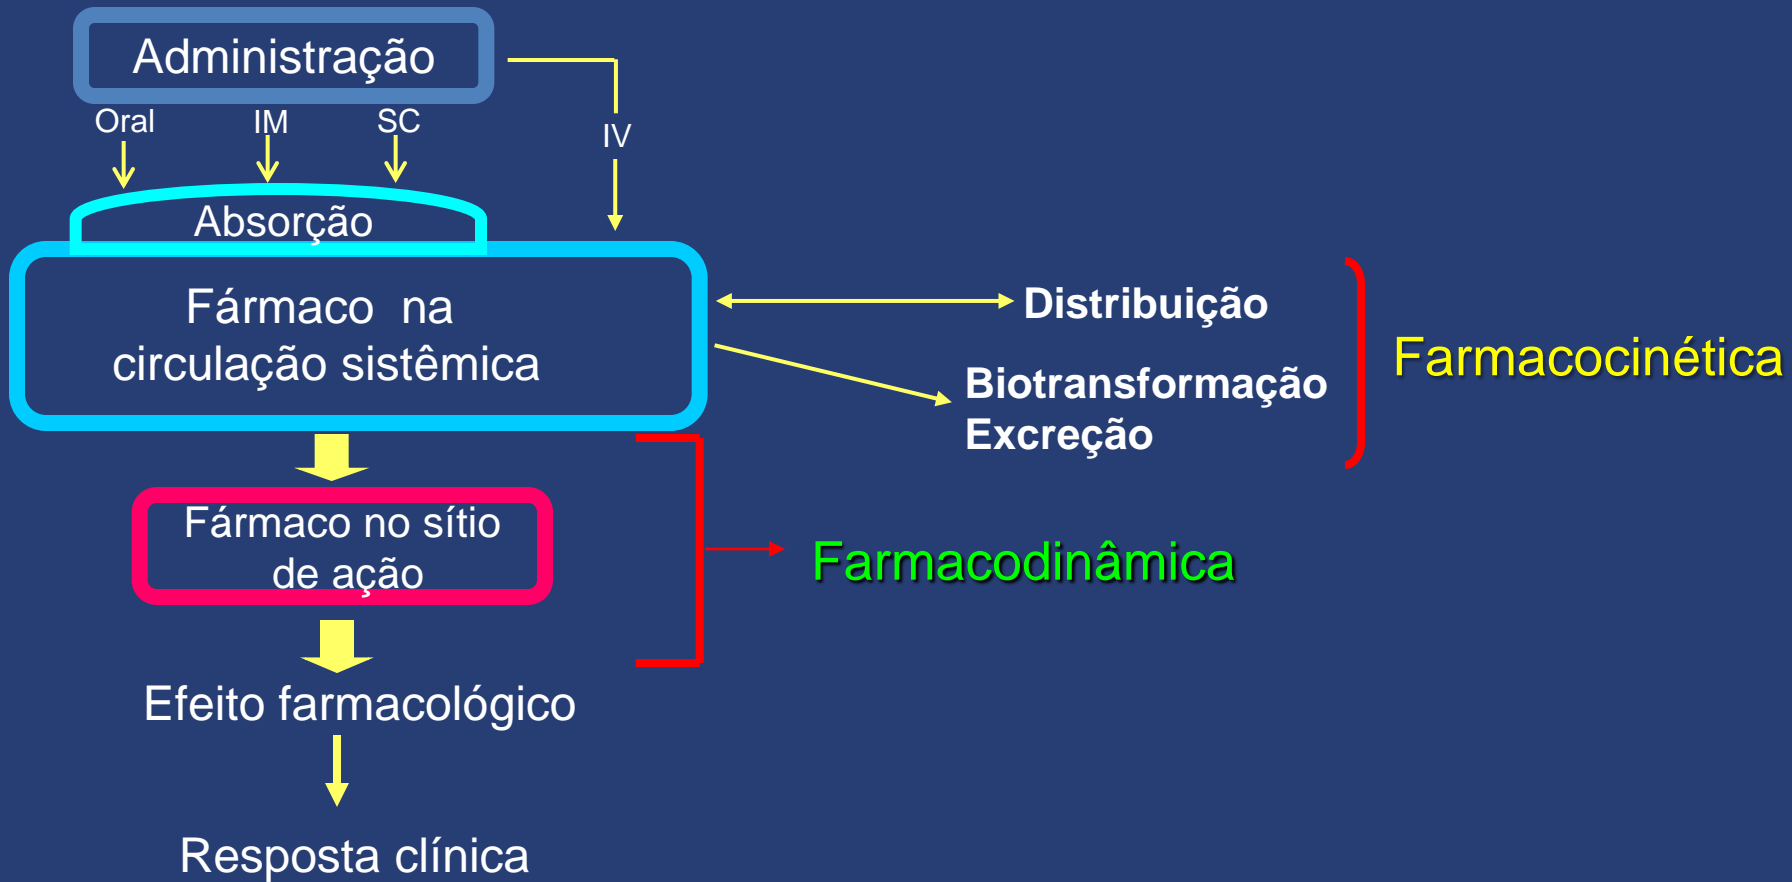 Administração
Oral
IM
SC
IV
Absorção
Fármaco na
circulação sistêmica
Distribuição
Biotransformação
Excreção
Farmacocinética
Fármaco no sítio
de ação
Farmacodinâmica
Efeito farmacológico
Resposta clínica